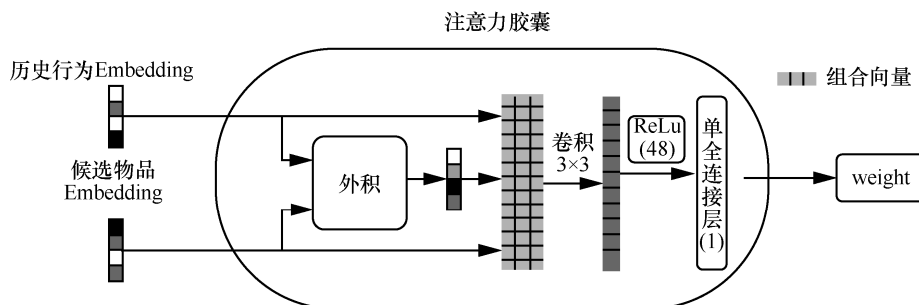 注意力胶囊
历史行为Embedding
组合向量
候选物品
Embedding
外积
卷积
3×3
ReLu
(48)
单全连接层
(1)
weight